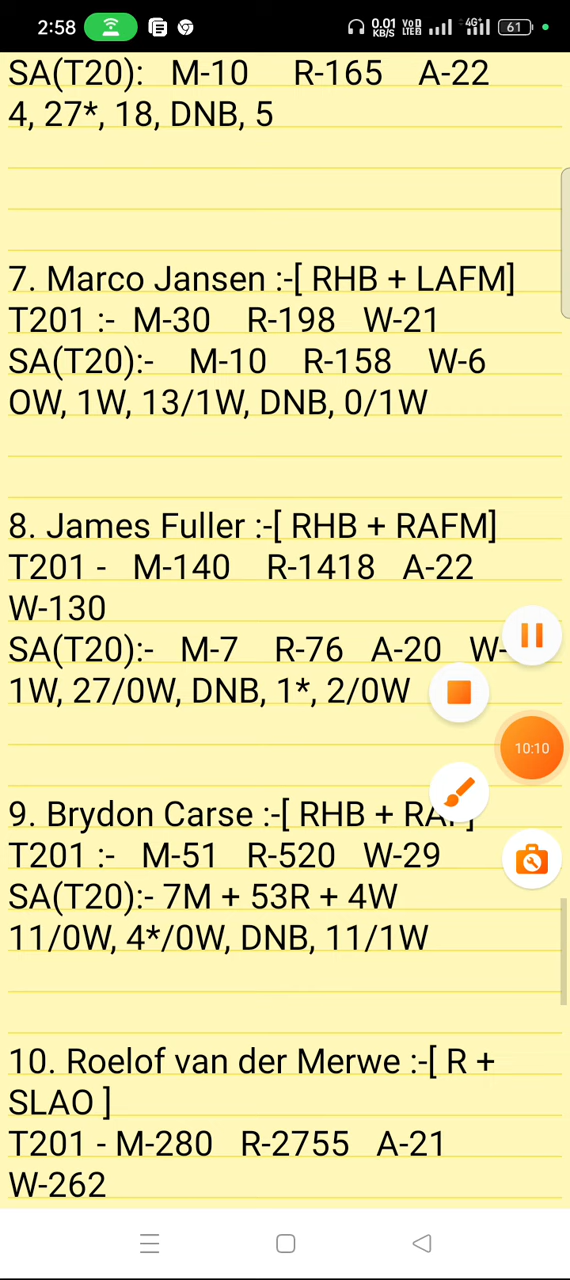 2:58 0.01 KB/S Vo LTE2 4G+ 61
SA(T20): M-10 R-165 A-22
4, 27*, 18, DNB, 5
7. Marco Jansen :-[ RHB + LAFM]
T201 :- M-30 R-198 W-21
SA(T20):- M-10 R-158 W-6
OW, 1W, 13/1W, DNB, 0/1W
8. James Fuller :-[ RHB + RAFM]
T201 - M-140 R-1418 A-22
W-130
SA(T20):- M-7 R-76 A-20 W-
1W, 27/0W, DNB, 1*, 2/0W
10:10
9. Brydon Carse :-[ RHB + ]
T201 :- M-51 R-520 W-29
SA(T20):- 7M + 53R + 4W
11/0W, 4*/0W, DNB, 11/1W
10. Roelof van der Merwe :-[ R +
SLAO ]
T201 - M-280 R-2755 A-21
W-262